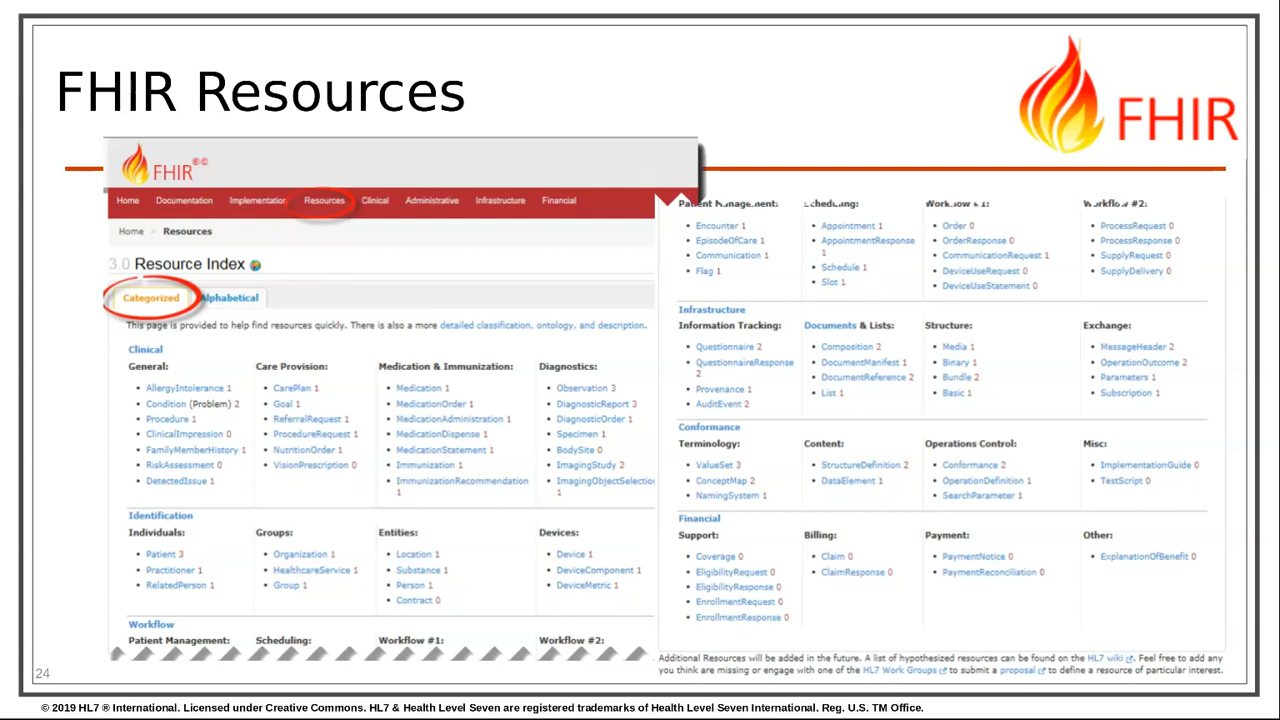 FHIR Resources
FHIR
FHIR®©
Home Documentation Implementation Resources Clinical Administrative Infrastructure Financial
Home > Resources
3.0 Resource Index
Categorized Alphabetical
This page is provided to help find resources quickly. There is also a more detailed classification, ontology, and description.
Clinical
General: Care Provision: Medication & Immunization: Diagnostics:
• AllergyIntolerance 1 • CarePlan 1 • Medication 1 • Observation 3
• Condition (Problem) 2 • Goal 1 • MedicationOrder 1 • DiagnosticReport 3
• Procedure 1 • ReferralRequest 1 • MedicationAdministration 1 • DiagnosticOrder 1
• ClinicalImpression 0 • ProcedureRequest 1 • MedicationDispense 1 • Specimen 1
• FamilyMemberHistory 1 • NutritionOrder 1 • MedicationStatement 1 • BodySite 0
• RiskAssessment 0 • VisionPrescription 0 • Immunization 1 • ImagingStudy 2
• DetectedIssue 1 • ImmunizationRecommendation • ImagingObjectSelectio
1 1
Identification
Individuals: Groups: Entities: Devices:
• Patient 3 • Organization 1 • Location 1 • Device 1
• Practitioner 1 • HealthcareService 1 • Substance 1 • DeviceComponent 1
• RelatedPerson 1 • Group 1 • Person 1 • DeviceMetric 1
• Contract 0
Workflow
Patient Management: Scheduling: Workflow #1: Workflow #2:
Patient Management: Scheduling: Workflow #1: Workflow #2:
• Encounter 1 • Appointment 1 • Order 0 • ProcessRequest 0
• EpisodeOfCare 1 • AppointmentResponse • OrderResponse 0 • ProcessResponse 0
• Communication 1 1 • CommunicationRequest 1 • SupplyRequest 0
• Flag 1 • Schedule 1 • DeviceUseRequest 0 • SupplyDelivery 0
• Slot 1 • DeviceUseStatement 0
Infrastructure
Information Tracking: Documents & Lists: Structure: Exchange:
• Questionnaire 2 • Composition 2 • Media 1 • MessageHeader 2
• QuestionnaireResponse • DocumentManifest 1 • Binary 1 • OperationOutcome 2
2 • DocumentReference 2 • Bundle 2 • Parameters 1
• Provenance 1 • List 1 • Basic 1 • Subscription 1
• AuditEvent 2
Conformance
Terminology: Content: Operations Control: Misc:
• ValueSet 3 • StructureDefinition 2 • Conformance 2 • ImplementationGuide 0
• ConceptMap 2 • DataElement 1 • OperationDefinition 1 • TestScript 0
• NamingSystem 1 • SearchParameter 1
Financial
Support: Billing: Payment: Other:
• Coverage 0 • Claim 0 • PaymentNotice 0 • ExplanationOfBenefit 0
• EligibilityRequest 0 • ClaimResponse 0 • PaymentReconciliation 0
• EligibilityResponse 0
• EnrollmentRequest 0
• EnrollmentResponse 0
Additional Resources will be added in the future. A list of hypothesized resources can be found on the HL7 wiki. Feel free to add any
you think are missing or engage with one of the HL7 Work Groups to submit a proposal to define a resource of particular interest.
24
© 2019 HL7 ® International. Licensed under Creative Commons. HL7 & Health Level Seven are registered trademarks of Health Level Seven International. Reg. U.S. TM Office.